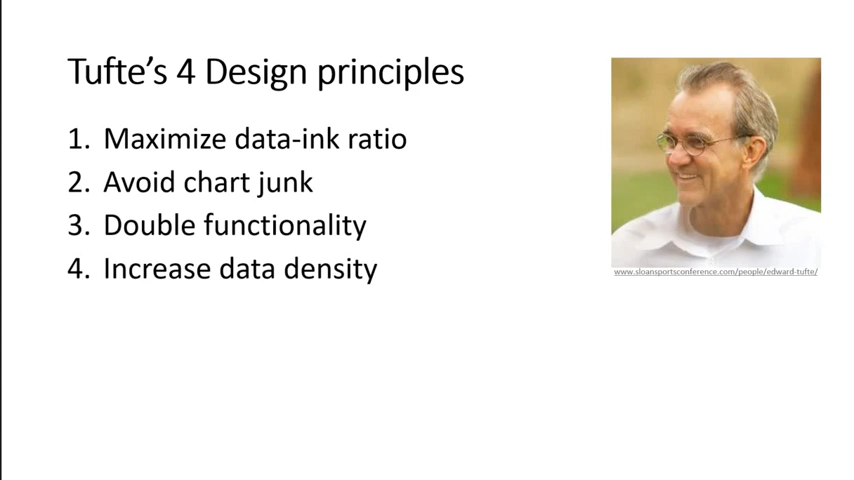 Tufte's 4 Design principles
1. Maximize data-ink ratio
2. Avoid chart junk
3. Double functionality
4. Increase data density
www.sloansportsconference.com/people/edward-tufte/